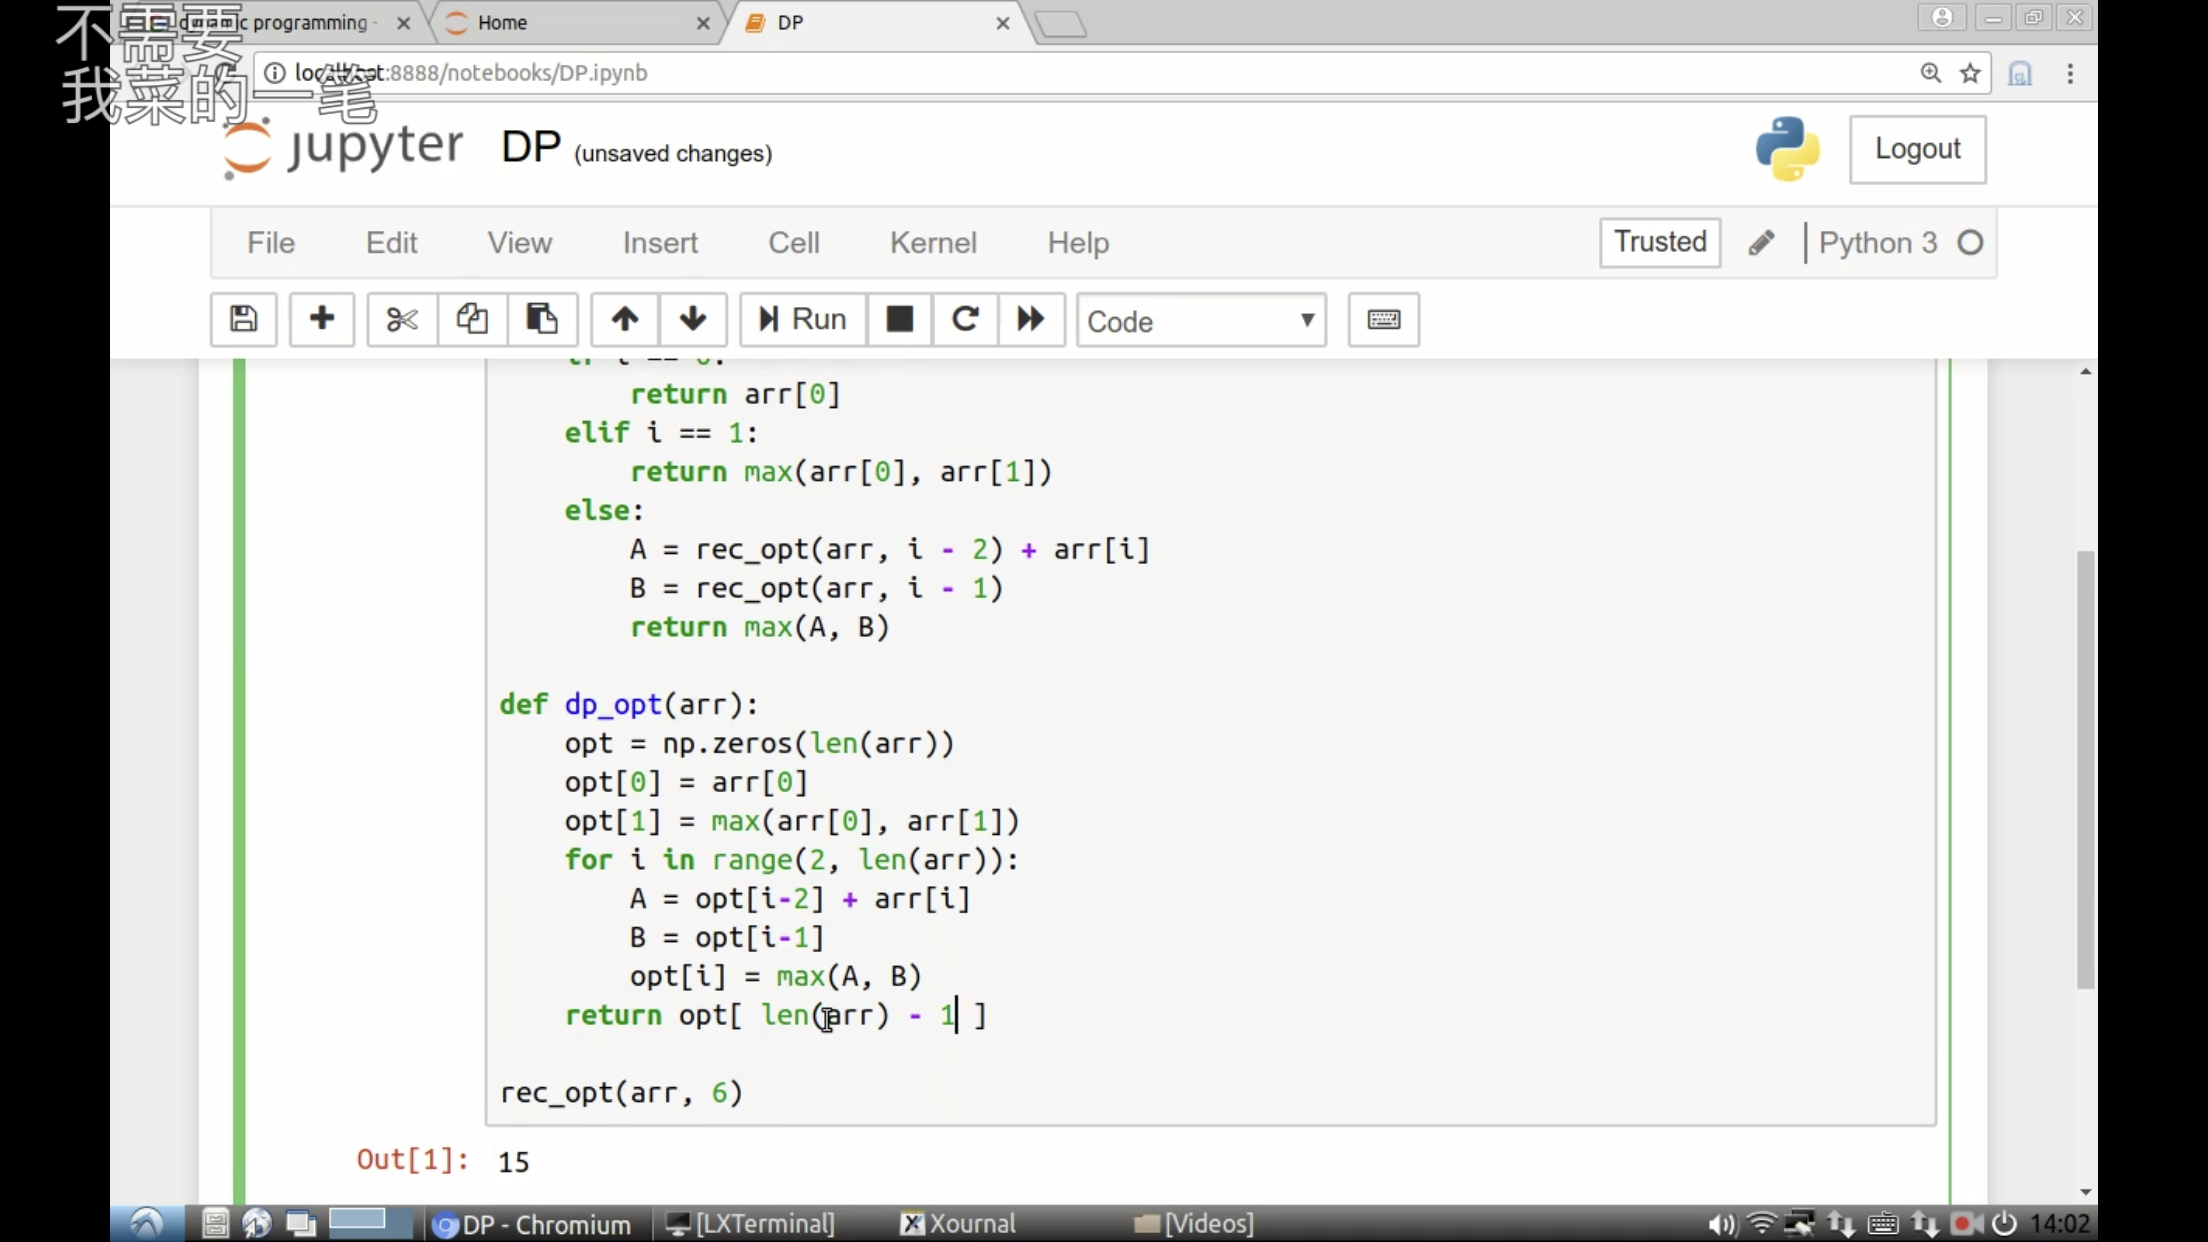 不需要
我菜的一笔
dynamic programming -
Home
DP
localhost:8888/notebooks/DP.ipynb
jupyter DP (unsaved changes)
Logout
File Edit View Insert Cell Kernel Help
Trusted
Python 3
Run
Code
if i == 0:
return arr[0]
elif i == 1:
return max(arr[0], arr[1])
else:
A = rec_opt(arr, i - 2) + arr[i]
B = rec_opt(arr, i - 1)
return max(A, B)
def dp_opt(arr):
opt = np.zeros(len(arr))
opt[0] = arr[0]
opt[1] = max(arr[0], arr[1])
for i in range(2, len(arr)):
A = opt[i-2] + arr[i]
B = opt[i-1]
opt[i] = max(A, B)
return opt[ len(arr) - 1 ]
rec_opt(arr, 6)
Out[1]: 15
DP - Chromium
[LXTerminal]
Xournal
[Videos]
14:02